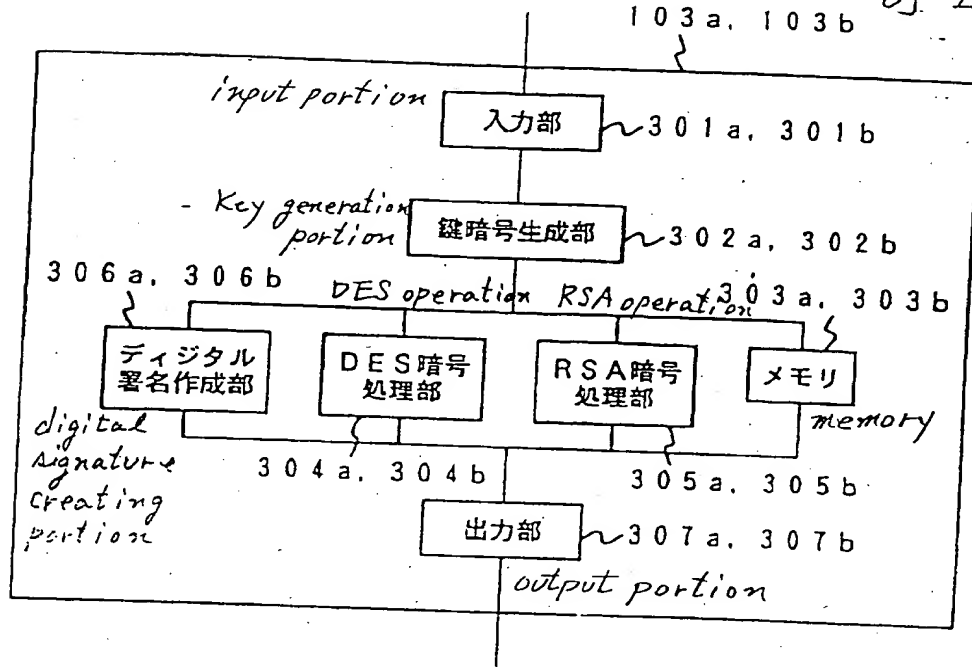 103a, 103b
input portion
入力部
301a, 301b
Key generation
portion
鍵暗号生成部
302a, 302b
306a, 306b
DES operation
RSA operation
303a, 303b
ディジタル
署名作成部
DES暗号
処理部
RSA暗号
処理部
メモリ
memory
digital
signature
creating
portion
304a, 304b
305a, 305b
出力部
307a, 307b
output portion